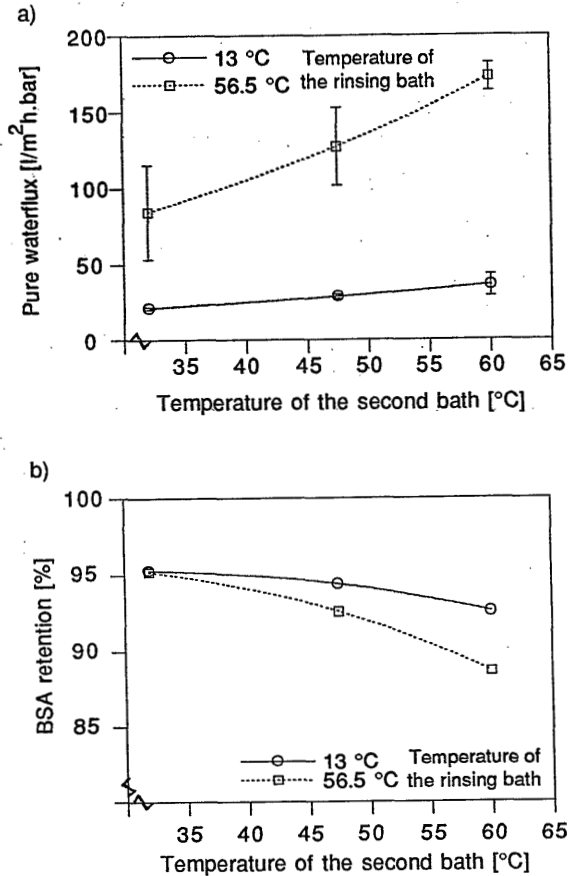 a)
200
150
100
50
0
Pure waterflux [l/m²h.bar]
13 °C Temperature of
56.5 °C the rinsing bath
35 40 45 50 55 60 65
Temperature of the second bath [°C]
b)
100
95
90
85
BSA retention [%]
13 °C Temperature of
56.5 °C the rinsing bath
35 40 45 50 55 60 65
Temperature of the second bath [°C]